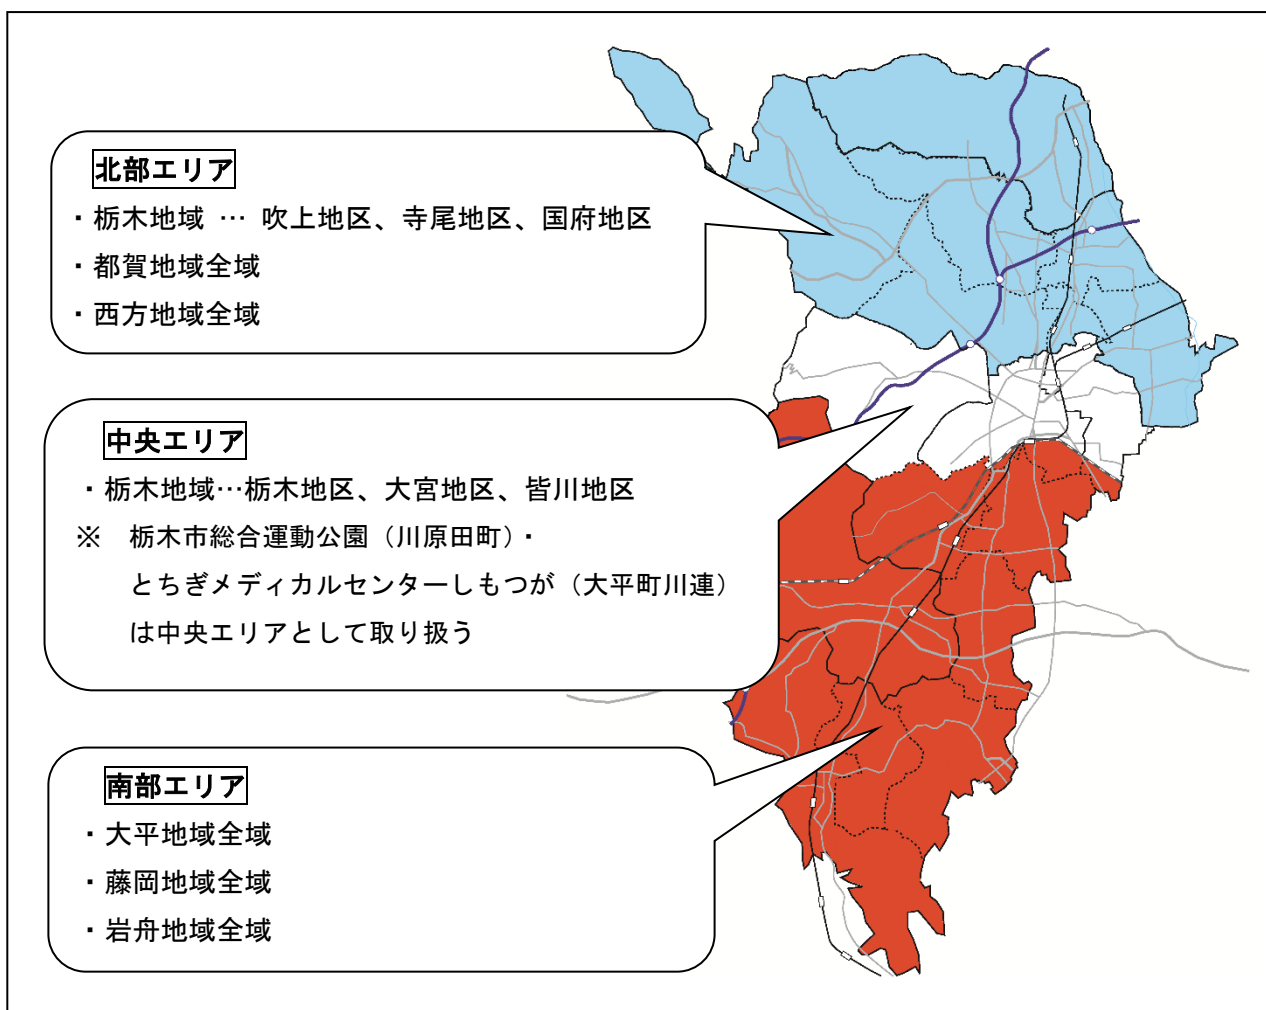 北部エリア
・栃木地域 … 吹上地区、寺尾地区、国府地区
・都賀地域全域
・西方地域全域
中央エリア
・栃木地域…栃木地区、大宮地区、皆川地区
※ 栃木市総合運動公園（川原田町）・
とちぎメディカルセンターしもつが（大平町川連）
は中央エリアとして取り扱う
南部エリア
・大平地域全域
・藤岡地域全域
・岩舟地域全域